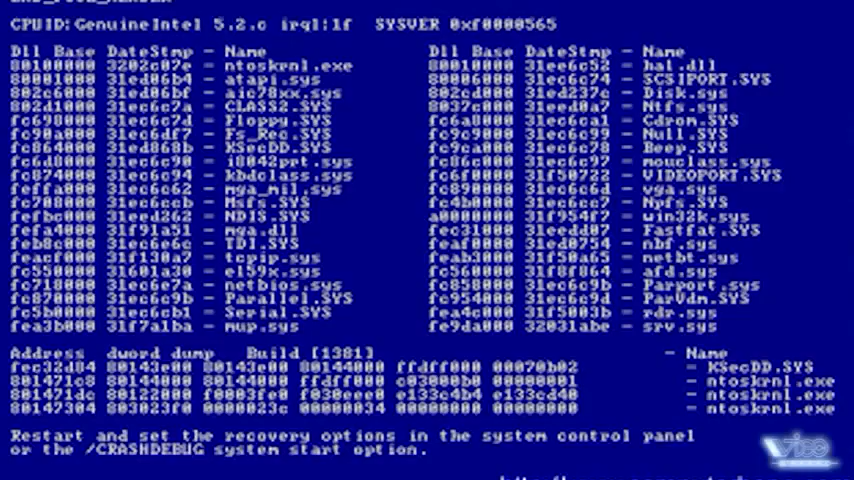 CPUID:GenuineIntel 5.2.c irql:1f SYSVER 0xf0000565
Dll Base DateStmp - Name Dll Base DateStmp - Name
80100000 3202c07e - ntoskrnl.exe 80010000 31ee6c52 - hal.dll
80001000 31ed06b4 - atapi.sys 80006000 31ec6c74 - SCSIPORT.SYS
802c6000 31ed06bf - aic78xx.sys 802cd000 31ed237c - Disk.sys
802d1000 31ec6c7a - CLASS2.SYS 8037c000 31eed0a7 - Ntfs.sys
fc698000 31ec6c7d - Floppy.SYS fc6a8000 31ec6ca1 - Cdrom.SYS
fc90a000 31ec6df7 - Fs_Rec.SYS fc9c9000 31ec6c99 - Null.SYS
fc864000 31ed868b - KSecDD.SYS fc9ca000 31ec6c78 - Beep.SYS
fc6d8000 31ec6c90 - i8042prt.sys fc86c000 31ec6c97 - mouclass.sys
fc874000 31ec6c94 - kbdclass.sys fc6f0000 31f50722 - VIDEOPORT.SYS
feffa000 31ec6c62 - mga_mil.sys fc890000 31ec6c6d - vga.sys
fc708000 31ec6ccb - Msfs.SYS fc4b0000 31ec6cc7 - Npfs.SYS
fefbc000 31eed262 - NDIS.SYS a0000000 31f954f7 - win32k.sys
fefa4000 31f91a51 - mga.dll fec31000 31eedd07 - Fastfat.SYS
feb8c000 31ec6e6c - TDI.SYS feaf0000 31ed0754 - nbf.sys
feacf000 31f130a7 - tcpip.sys feab3000 31f50a65 - netbt.sys
fc550000 31601a30 - el59x.sys fc560000 31f8f864 - afd.sys
fc718000 31ec6e7a - netbios.sys fc858000 31ec6c9b - Parport.sys
fc870000 31ec6c9b - Parallel.SYS fc954000 31ec6c9d - ParVdm.SYS
fc5b0000 31ec6cb1 - Serial.SYS fea4c000 31f5003b - rdr.sys
fea3b000 31f7a1ba - mup.sys fe9da000 32031abe - srv.sys
Address dword dump Build [1381] - Name
fec32d84 80143e00 80143e00 80144000 ffdff000 00070b02 - KSecDD.SYS
801471c8 80144000 80144000 ffdff000 c03000b0 00000001 - ntoskrnl.exe
801471dc 80122000 f0003fe0 f030eee0 e133c4b4 e133cd40 - ntoskrnl.exe
80147304 803023f0 0000023c 00000034 00000000 00000000 - ntoskrnl.exe
Restart and set the recovery options in the system control panel
or the /CRASHDEBUG system start option.